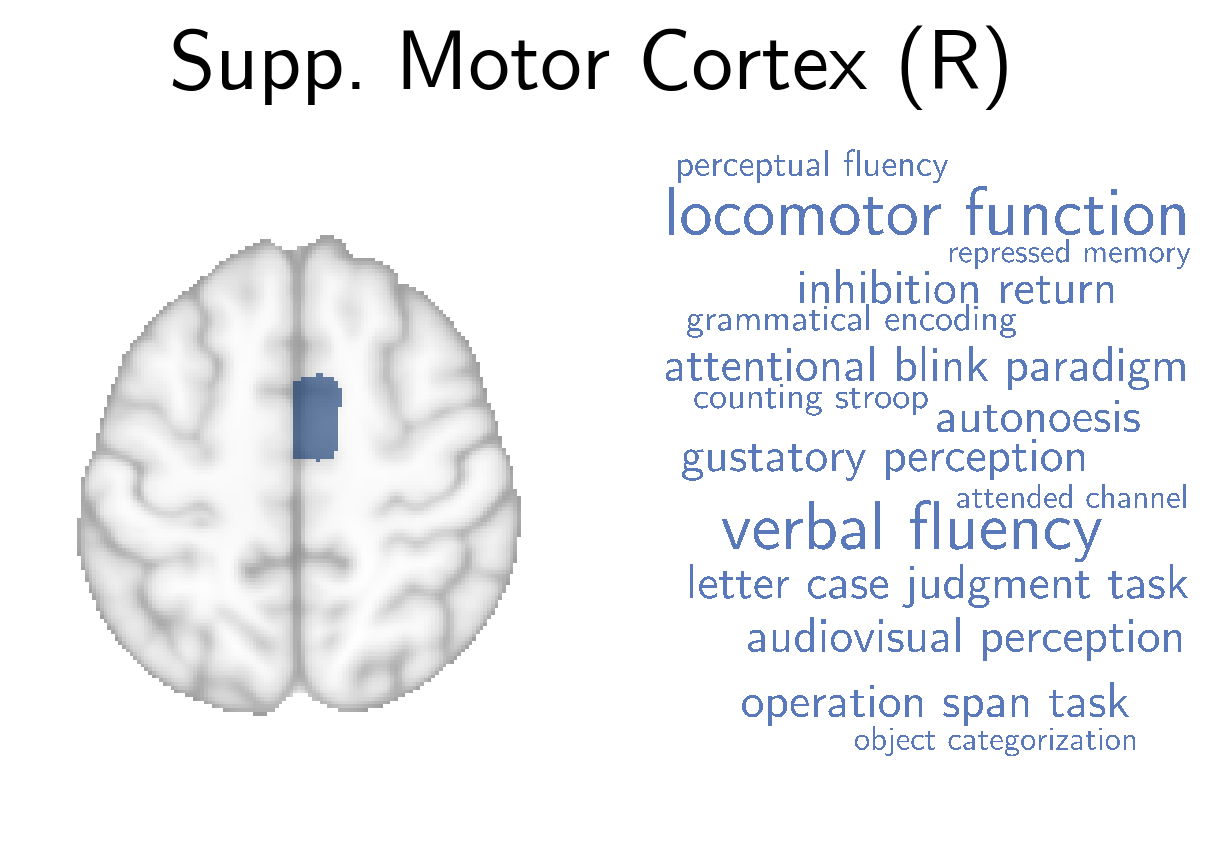 Supp. Motor Cortex (R)
perceptual fluency
locomotor function
repressed memory
inhibition return
grammatical encoding
attentional blink paradigm
counting stroop
autonoesis
gustatory perception
attended channel
verbal fluency
letter case judgment task
audiovisual perception
operation span task
object categorization